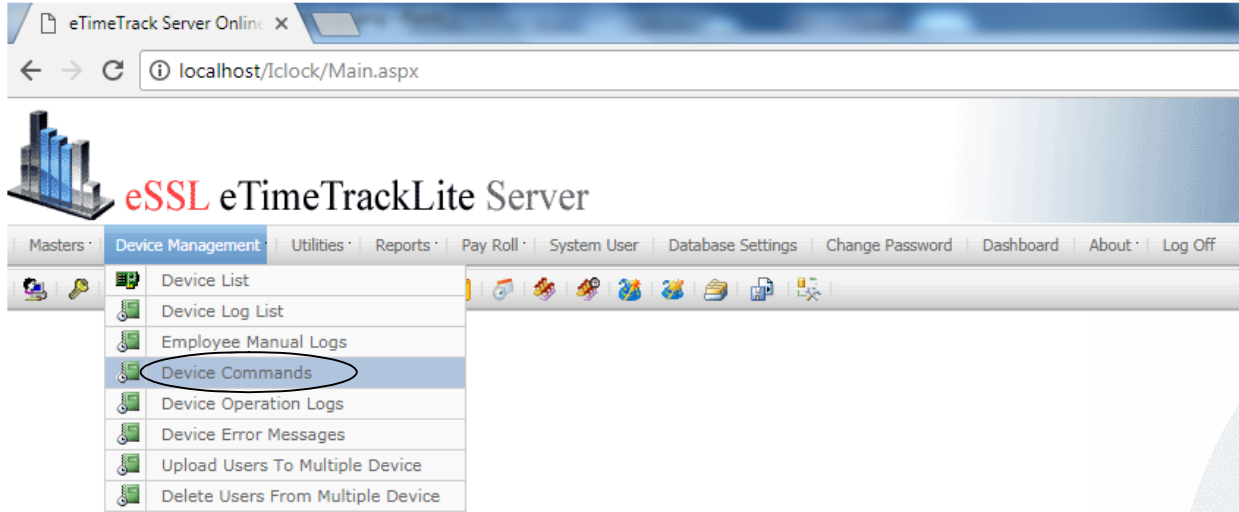 eTimeTrack Server Online
localhost/Iclock/Main.aspx
eSSL eTimeTrackLite Server
Masters Device Management Utilities Reports Pay Roll System User Database Settings Change Password Dashboard About Log Off
Device List
Device Log List
Employee Manual Logs
Device Commands
Device Operation Logs
Device Error Messages
Upload Users To Multiple Device
Delete Users From Multiple Device